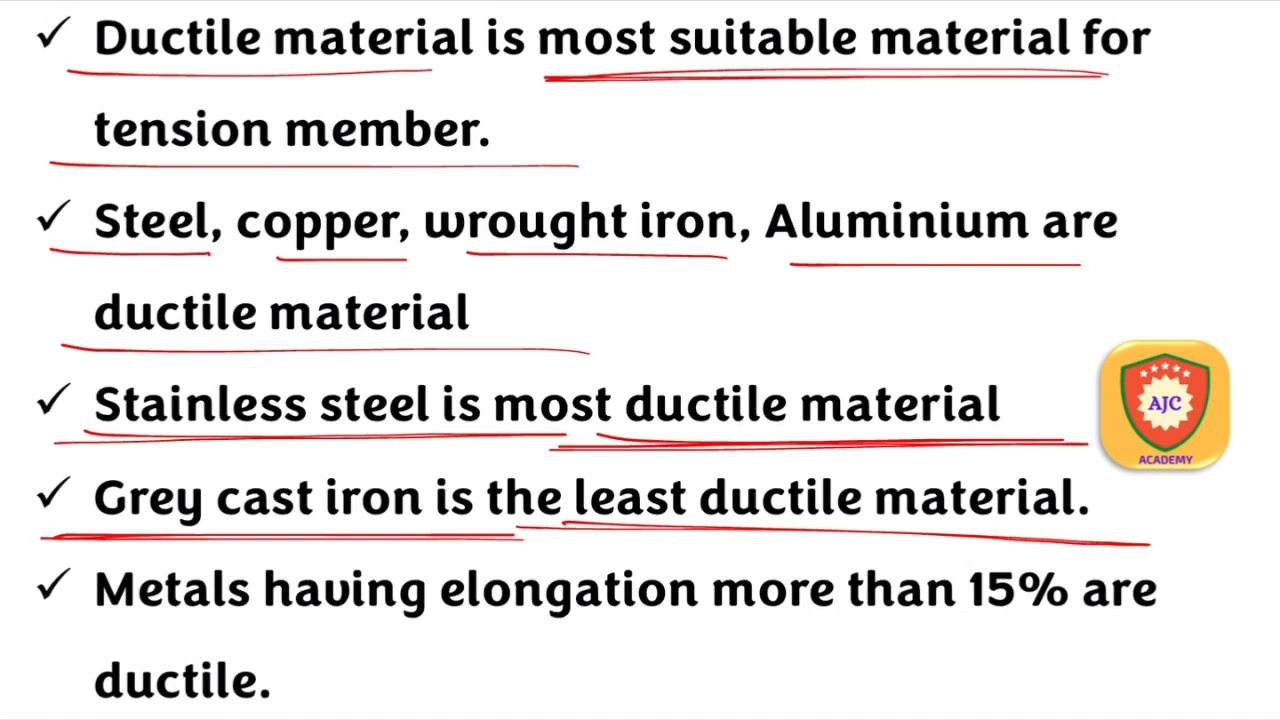 ✓ Ductile material is most suitable material for
tension member.
✓ Steel, copper, wrought iron, Aluminium are
ductile material
✓ Stainless steel is most ductile material
AJC
ACADEMY
✓ Grey cast iron is the least ductile material.
✓ Metals having elongation more than 15% are
ductile.